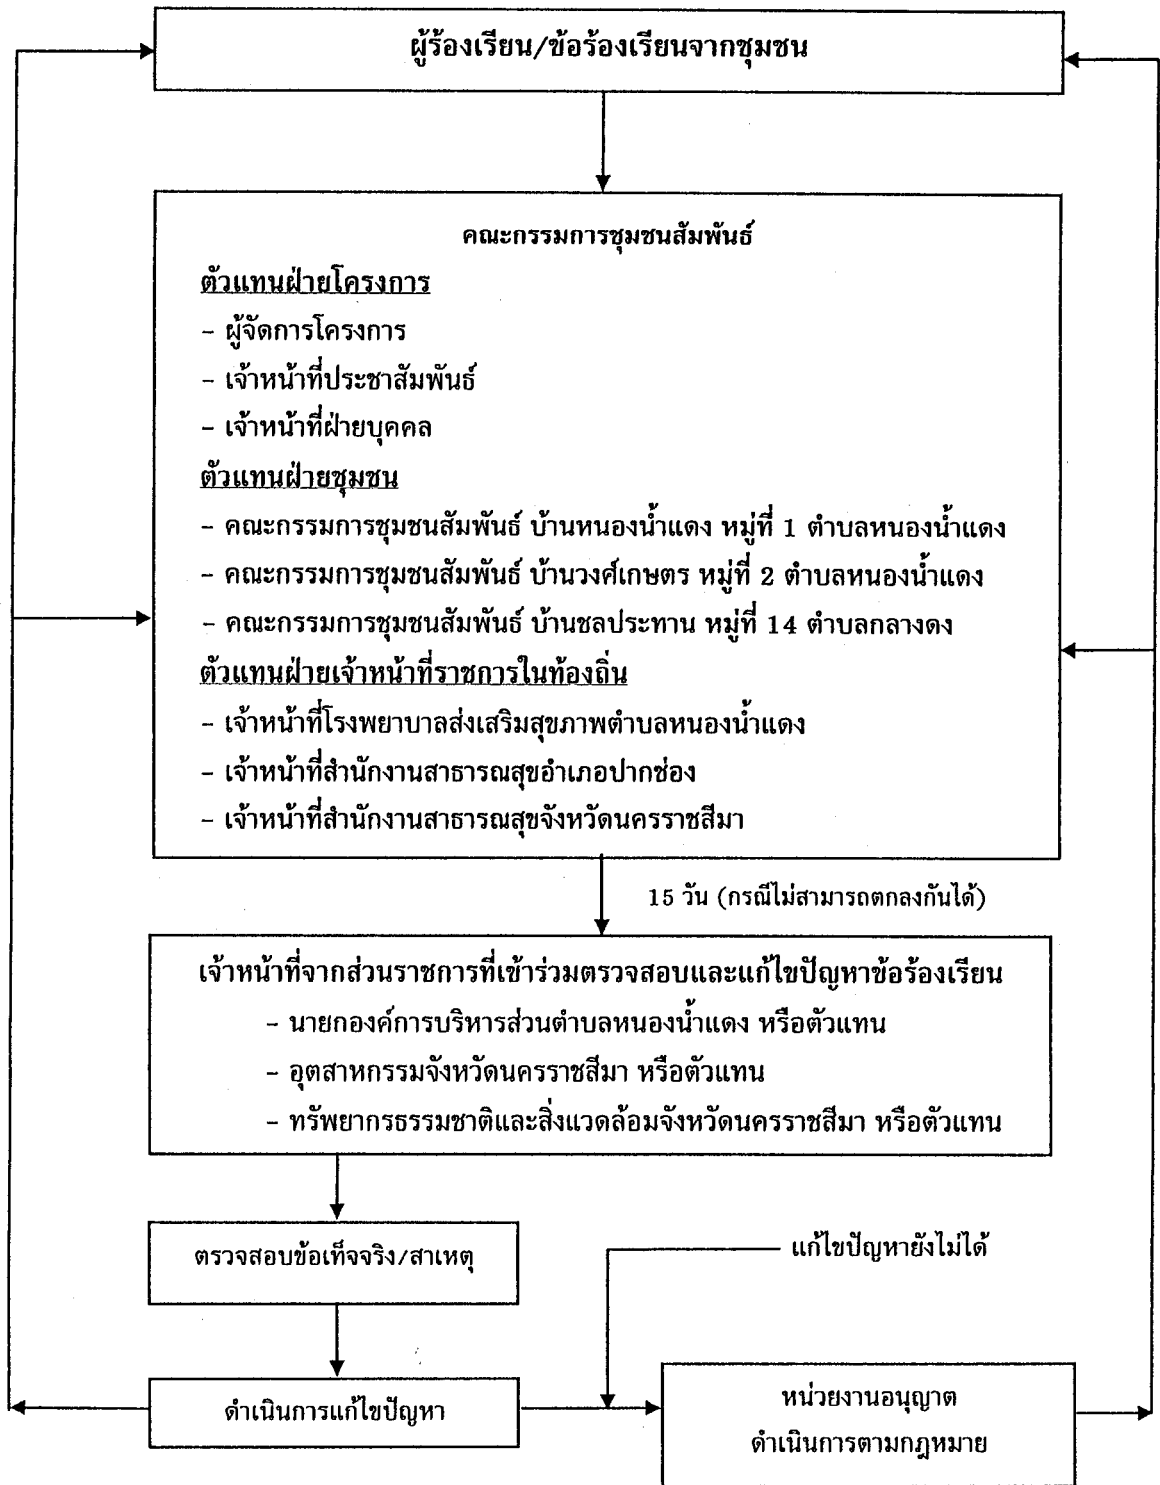 ผู้ร้องเรียน/ข้อร้องเรียนจากชุมชน
คณะกรรมการชุมชนสัมพันธ์
ตัวแทนฝ่ายโครงการ
- ผู้จัดการโครงการ
- เจ้าหน้าที่ประชาสัมพันธ์
- เจ้าหน้าที่ฝ่ายบุคคล
ตัวแทนฝ่ายชุมชน
- คณะกรรมการชุมชนสัมพันธ์ บ้านหนองน้ำแดง หมู่ที่ 1 ตำบลหนองน้ำแดง
- คณะกรรมการชุมชนสัมพันธ์ บ้านวงศ์เกษตร หมู่ที่ 2 ตำบลหนองน้ำแดง
- คณะกรรมการชุมชนสัมพันธ์ บ้านชลประทาน หมู่ที่ 14 ตำบลกลางดง
ตัวแทนฝ่ายเจ้าหน้าที่ราชการในท้องถิ่น
- เจ้าหน้าที่โรงพยาบาลส่งเสริมสุขภาพตำบลหนองน้ำแดง
- เจ้าหน้าที่สำนักงานสาธารณสุขอำเภอปากช่อง
- เจ้าหน้าที่สำนักงานสาธารณสุขจังหวัดนครราชสีมา
15 วัน (กรณีไม่สามารถตกลงกันได้)
เจ้าหน้าที่จากส่วนราชการที่เข้าร่วมตรวจสอบและแก้ไขปัญหาข้อร้องเรียน
- นายกองค์การบริหารส่วนตำบลหนองน้ำแดง หรือตัวแทน
- อุตสาหกรรมจังหวัดนครราชสีมา หรือตัวแทน
- ทรัพยากรธรรมชาติและสิ่งแวดล้อมจังหวัดนครราชสีมา หรือตัวแทน
ตรวจสอบข้อเท็จจริง/สาเหตุ
แก้ไขปัญหายังไม่ได้
ดำเนินการแก้ไขปัญหา
หน่วยงานอนุญาต
ดำเนินการตามกฎหมาย